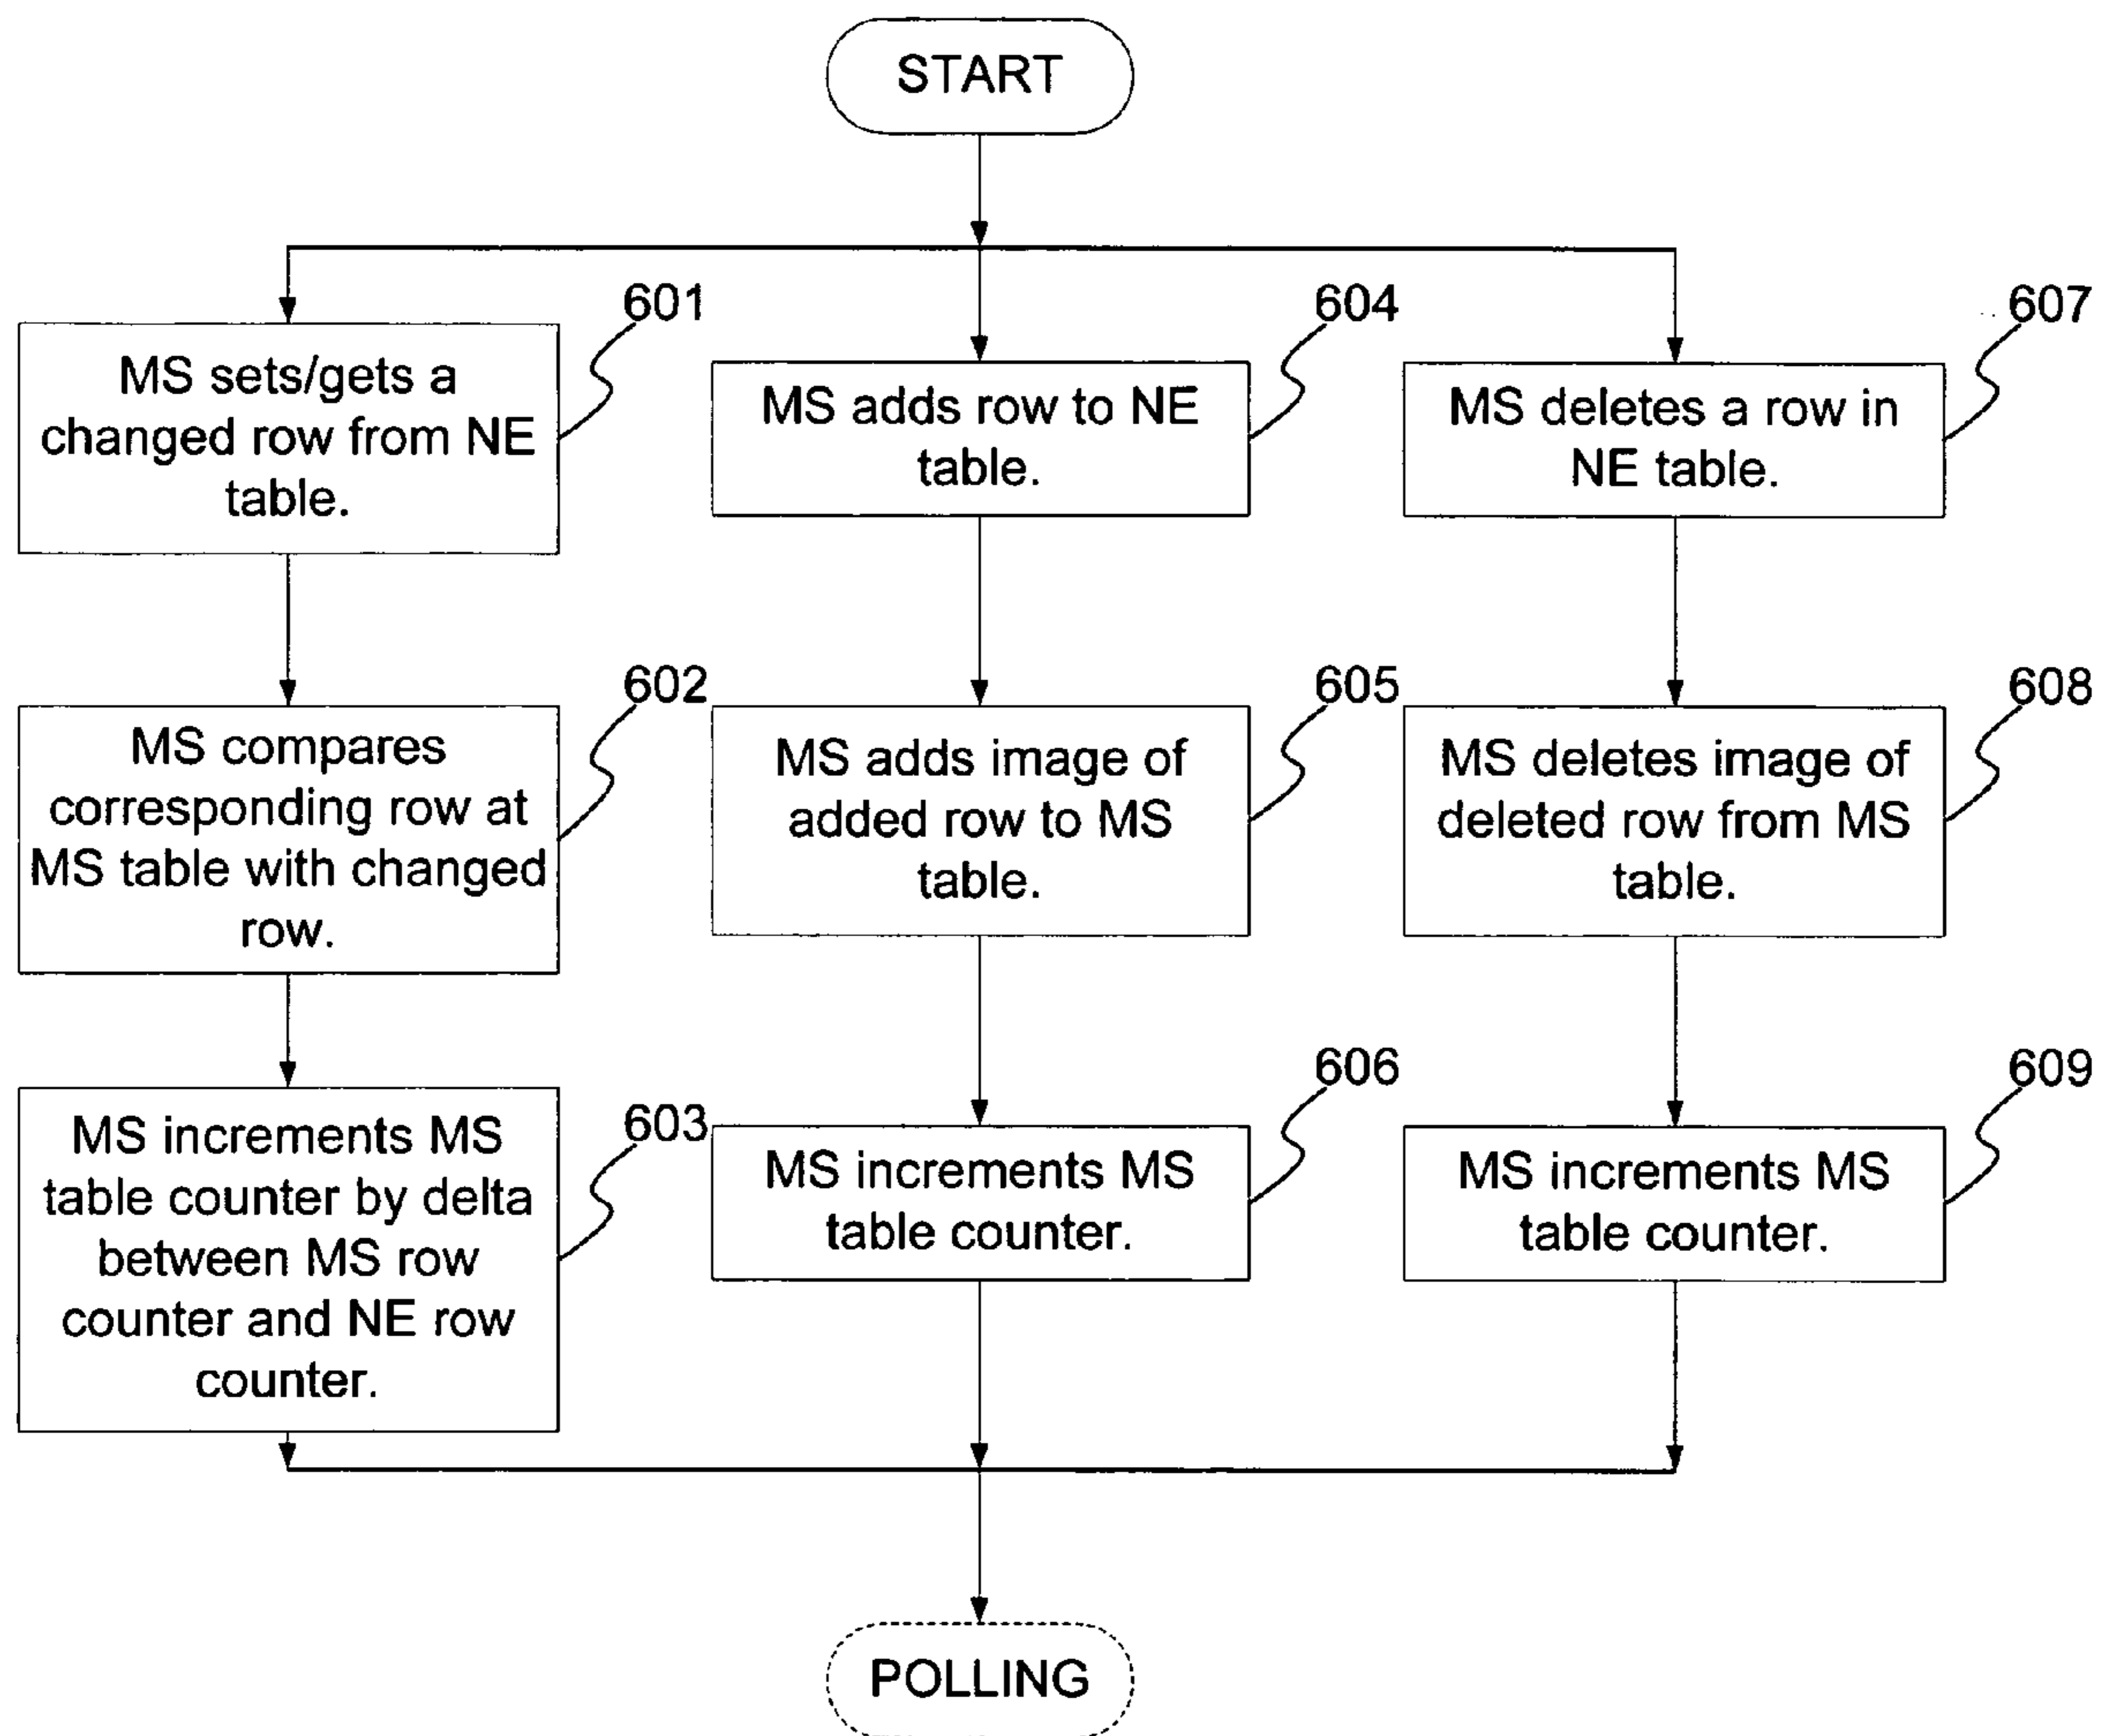 START
601
MS sets/gets a
changed row from NE
table.
602
MS compares
corresponding row at
MS table with changed
row.
603
MS increments MS
table counter by delta
between MS row
counter and NE row
counter.
604
MS adds row to NE
table.
605
MS adds image of
added row to MS
table.
606
MS increments MS
table counter.
607
MS deletes a row in
NE table.
608
MS deletes image of
deleted row from MS
table.
609
MS increments MS
table counter.
POLLING